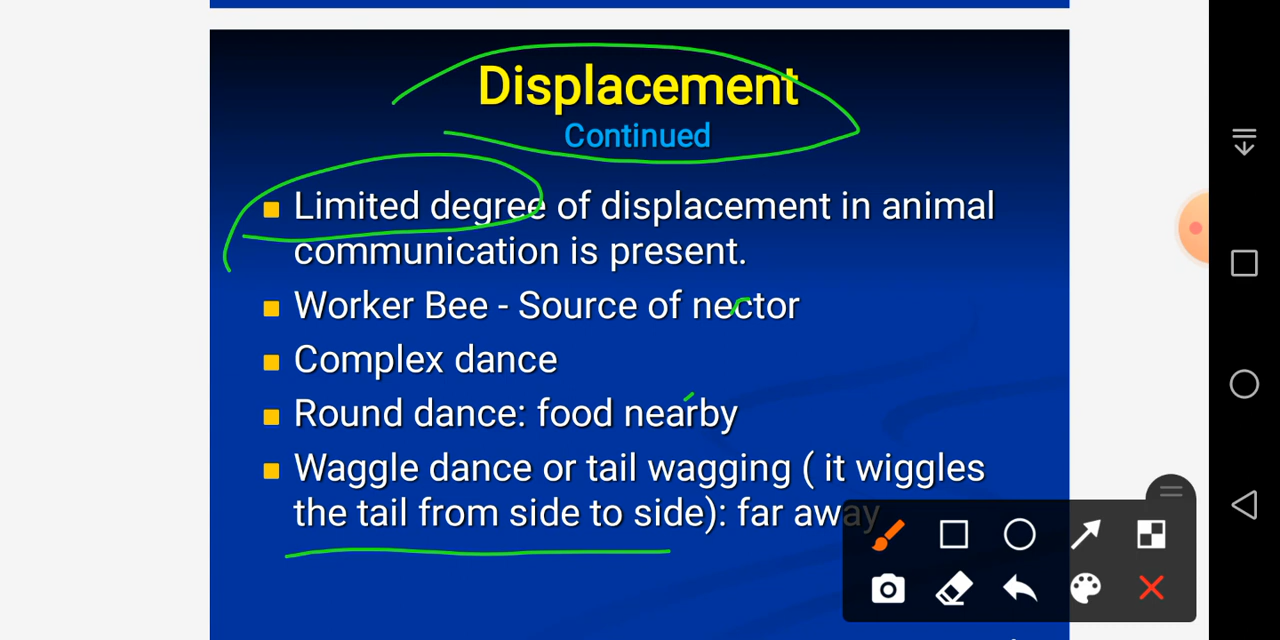 Displacement
Continued
Limited degree of displacement in animal
communication is present.
Worker Bee - Source of nector
Complex dance
Round dance: food nearby
Waggle dance or tail wagging ( it wiggles
the tail from side to side): far away